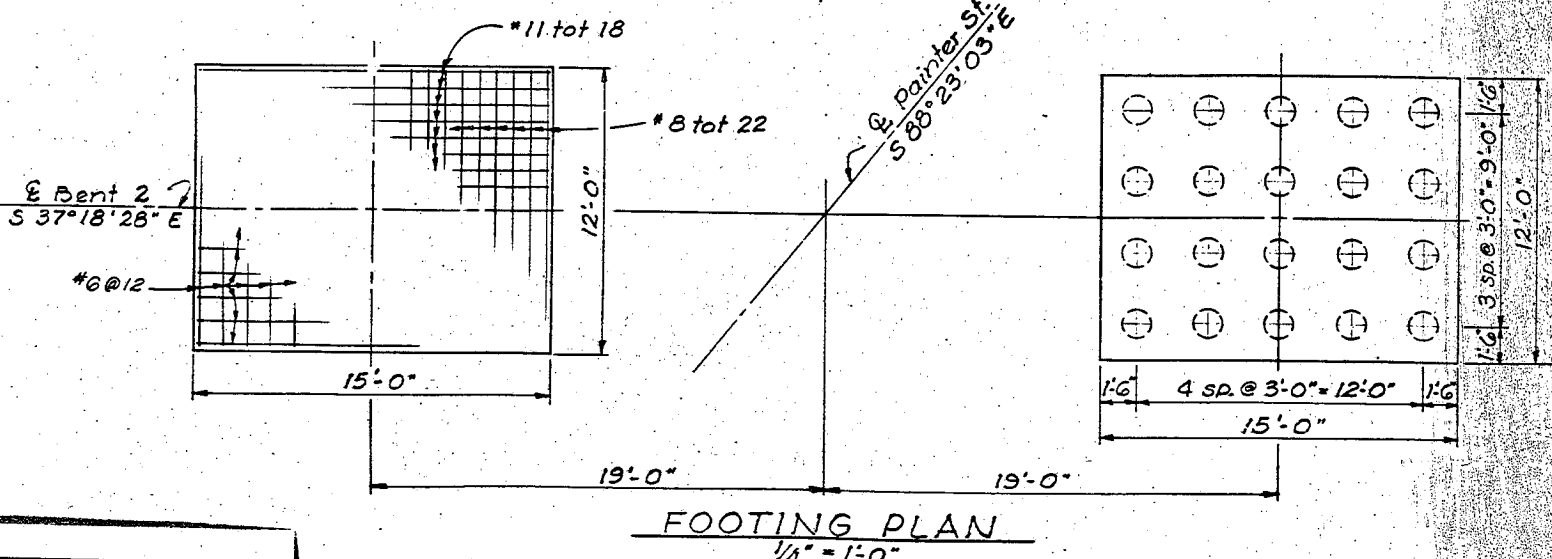 #11 tot 18
#8 tot 22
℄ Painter St.
S 88° 23' 03" E
℄ Bent 2
S 37° 18' 28" E
#6 @ 12
12'-0"
15'-0"
19'-0"
19'-0"
1'-6"
3 sp. @ 3'-0" = 9'-0"
1'-6"
12'-0"
1'-6"
4 sp. @ 3'-0" = 12'-0"
1'-6"
15'-0"
FOOTING PLAN
1/4" = 1'-0"